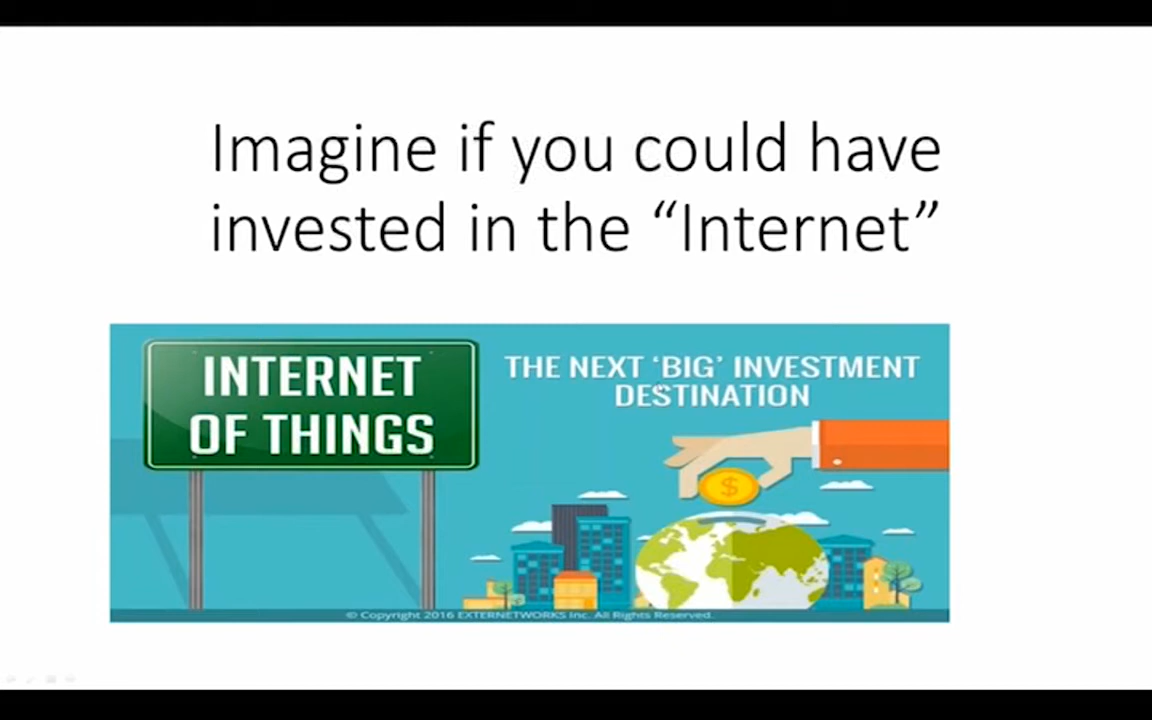 Imagine if you could have
invested in the “Internet”
INTERNET
OF THINGS
THE NEXT ‘BIG’ INVESTMENT
DESTINATION
$
© Copyright 2016 EXTERNETWORKS Inc. All Rights Reserved.